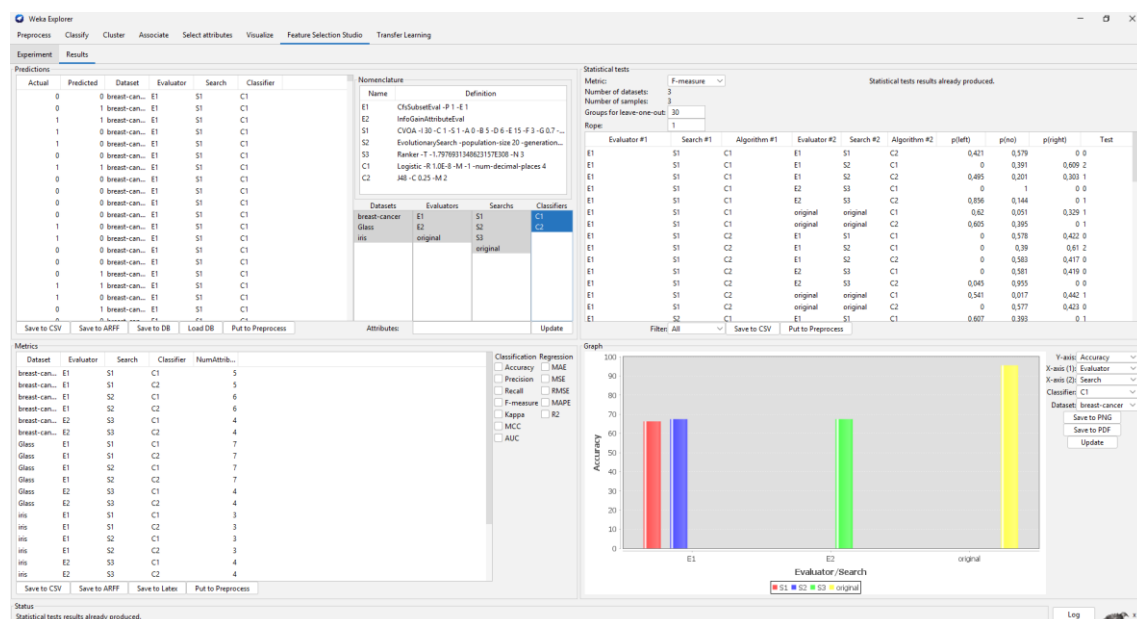 Weka Explorer
Preprocess Classify Cluster Associate Select attributes Visualize Feature Selection Studio Transfer Learning
Experiment Results
Predictions
Actual Predicted Dataset Evaluator Search Classifier
0 0 breast-can... E1 S1 C1
0 1 breast-can... E1 S1 C1
1 1 breast-can... E1 S1 C1
1 0 breast-can... E1 S1 C1
0 0 breast-can... E1 S1 C1
1 1 breast-can... E1 S1 C1
0 0 breast-can... E1 S1 C1
0 0 breast-can... E1 S1 C1
0 0 breast-can... E1 S1 C1
0 0 breast-can... E1 S1 C1
1 0 breast-can... E1 S1 C1
1 0 breast-can... E1 S1 C1
0 0 breast-can... E1 S1 C1
0 0 breast-can... E1 S1 C1
1 1 breast-can... E1 S1 C1
1 0 breast-can... E1 S1 C1
0 1 breast-can... E1 S1 C1
Save to CSV Save to ARFF Save to DB Load DB Put to Preprocess
Nomenclature
Name Definition
E1 CfsSubsetEval -P 1 -E 1
E2 InfoGainAttributeEval
S1 CVOA -I 30 -C 1 -S 1 -A 0 -B 5 -D 6 -E 15 -F 3 -G 0.7 -...
S2 EvolutionarySearch -population-size 20 -generation...
S3 Ranker -T -1.7976931348623157E308 -N 3
C1 Logistic -R 1.0E-8 -M -1 -num-decimal-places 4
C2 J48 -C 0.25 -M 2
Datasets Evaluators Searchs Classifiers
breast-cancer E1 S1 C1
Glass E2 S2 C2
iris original S3
original
Attributes: Update
Statistical tests
Metric: F-measure Statistical tests results already produced.
Number of datasets: 3
Number of samples: 3
Groups for leave-one-out: 30
Rope: 1
Evaluator #1 Search #1 Algorithm #1 Evaluator #2 Search #2 Algorithm #2 p(left) p(no) p(right) Test
E1 S1 C1 E1 S1 C2 0,421 0,579 0 0
E1 S1 C1 E1 S2 C1 0 0,391 0,609 2
E1 S1 C1 E1 S2 C2 0,495 0,201 0,303 1
E1 S1 C1 E2 S3 C1 0 1 0 0
E1 S1 C1 E2 S3 C2 0,856 0,144 0 1
E1 S1 C1 original original C1 0,62 0,051 0,329 1
E1 S1 C1 original original C2 0,605 0,395 0 1
E1 S1 C2 E1 S1 C1 0 0,578 0,422 0
E1 S1 C2 E1 S2 C1 0 0,39 0,61 2
E1 S1 C2 E1 S2 C2 0 0,583 0,417 0
E1 S1 C2 E2 S3 C1 0 0,581 0,419 0
E1 S1 C2 E2 S3 C2 0,045 0,955 0 0
E1 S1 C2 original original C1 0,541 0,017 0,442 1
E1 S1 C2 original original C2 0 0,577 0,423 0
E1 S2 C1 E1 S1 C1 0,607 0,393 0 1
Filter: All Save to CSV Put to Preprocess
Metrics
Dataset Evaluator Search Classifier NumAttrib...
breast-can... E1 S1 C1 5
breast-can... E1 S1 C2 5
breast-can... E1 S2 C1 6
breast-can... E1 S2 C2 6
breast-can... E2 S3 C1 4
breast-can... E2 S3 C2 4
Glass E1 S1 C1 7
Glass E1 S1 C2 7
Glass E1 S2 C1 7
Glass E1 S2 C2 7
Glass E2 S3 C1 4
Glass E2 S3 C2 4
iris E1 S1 C1 3
iris E1 S1 C2 3
iris E1 S2 C1 3
iris E1 S2 C2 3
iris E2 S3 C1 4
iris E2 S3 C2 4
Save to CSV Save to ARFF Save to Latex Put to Preprocess
Classification Regression
Accuracy MAE
Precision MSE
Recall RMSE
F-measure MAPE
Kappa R2
MCC
AUC
Graph
100
90
80
70
60
50
40
30
20
10
0
Accuracy
E1 E2 original
Evaluator/Search
S1 S2 S3 original
Y-axis: Accuracy
X-axis (1): Evaluator
X-axis (2): Search
Classifier: C1
Dataset: breast-cancer
Save to PNG
Save to PDF
Update
Status
Statistical tests results already produced.
Log
x